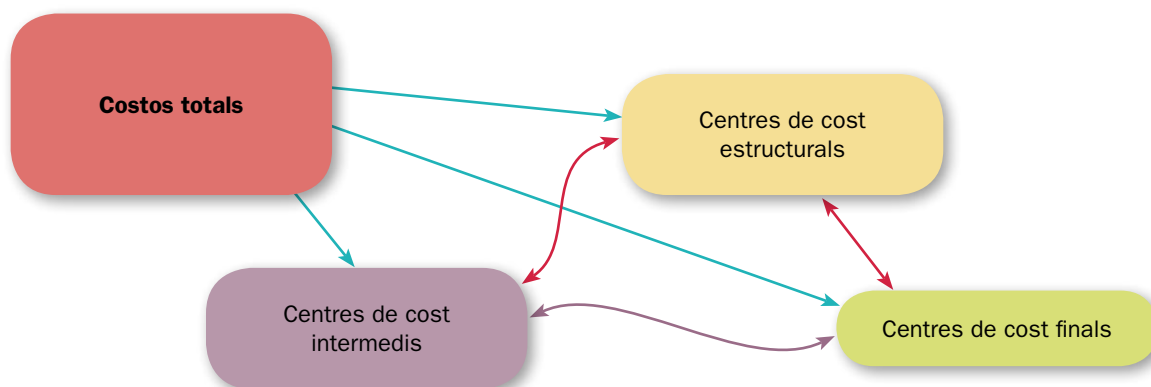 Costos totals
Centres de cost
estructurals
Centres de cost
intermedis
Centres de cost finals